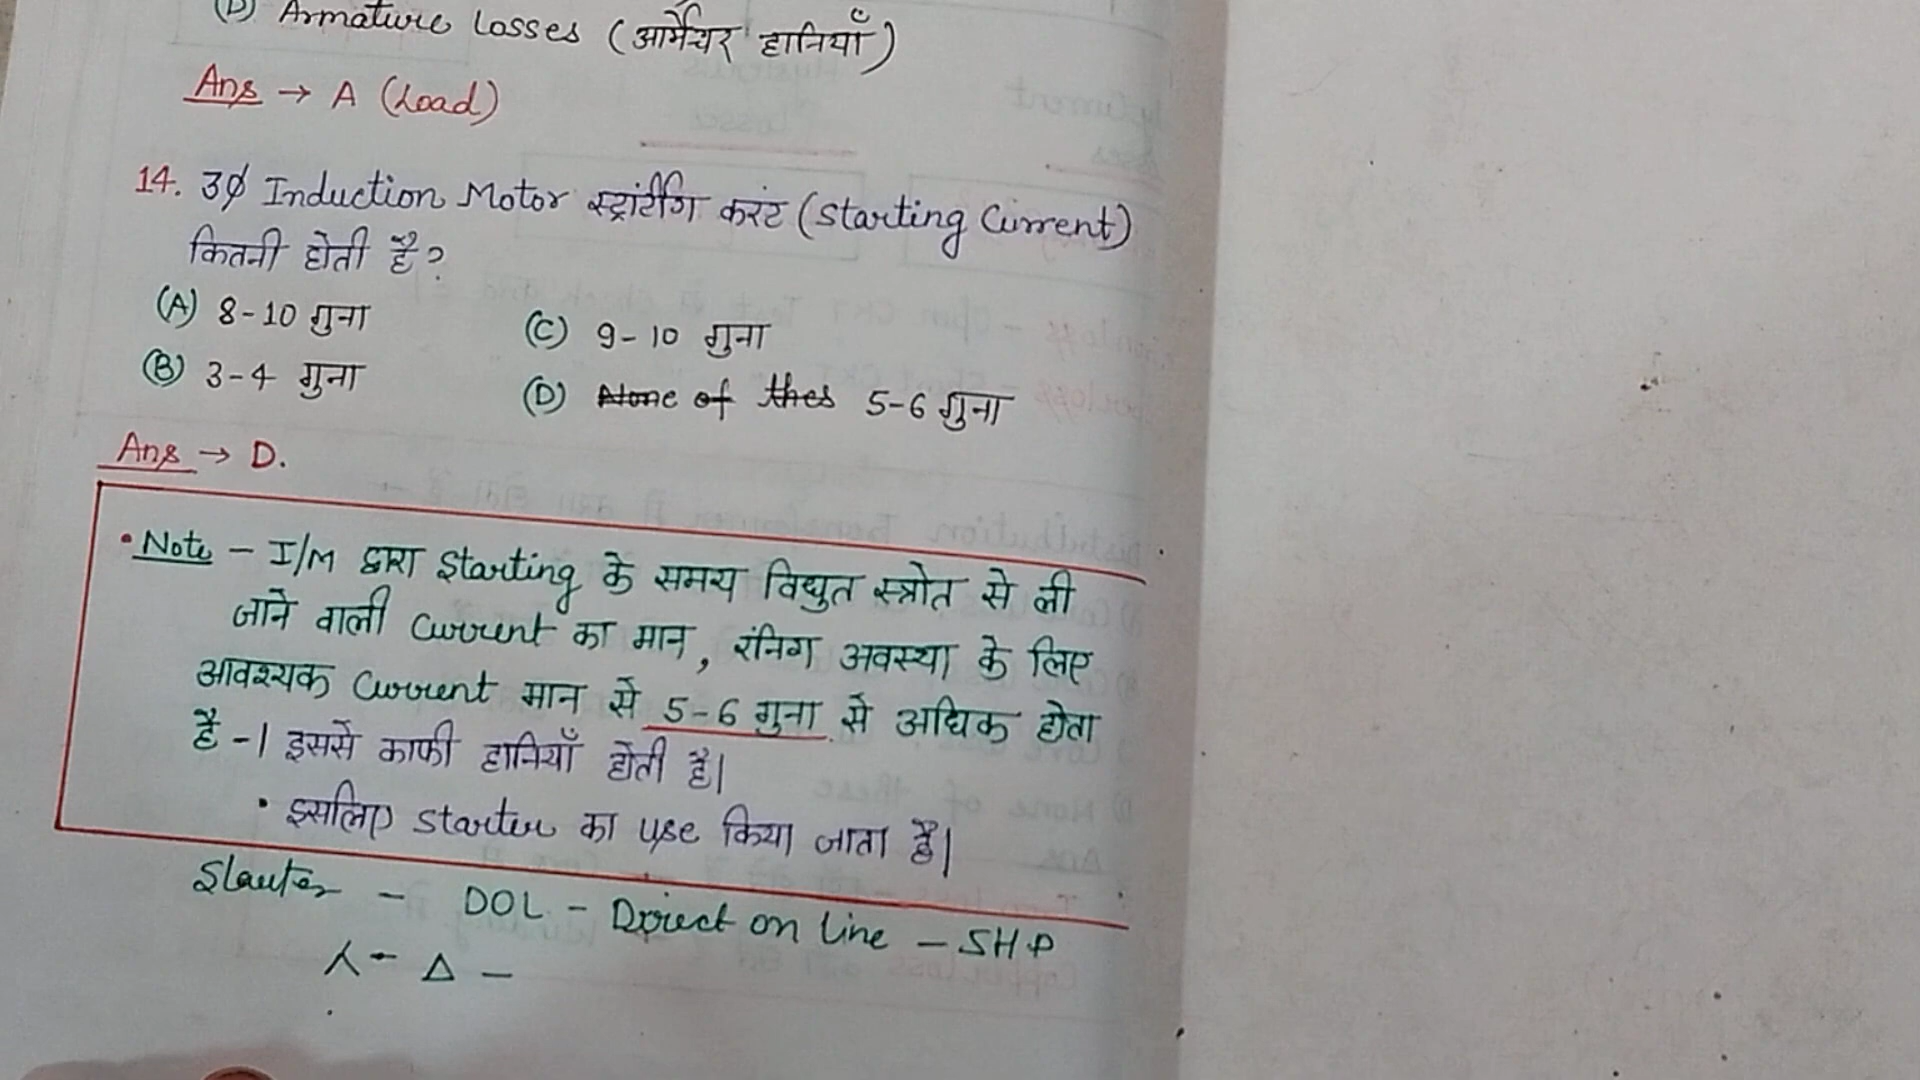 (D) Armature Losses (आर्मेचर हानियाँ)
Ans → A (Load)
14. 3ϕ Induction Motor स्ट्रांर्टीगि करंट (Starting Current)
कितनी होती है?
(A) 8-10 गुना
(C) 9-10 गुना
(B) 3-4 गुना
(D) None of thes 5-6 गुना
Ans → D.
• Note - I/M द्वारा Starting के समय विद्युत स्त्रोत से ली
जाने वाली Current का मान, रंनिग अवस्था के लिए
आवश्यक Current मान से 5-6 गुना से अधिक होता
है -। इससे काफी हानियाँ होती है।
• इसलिए starter का use किया जाता है।
Starter - DOL - Direct on line - 5HP
⅄ - Δ -